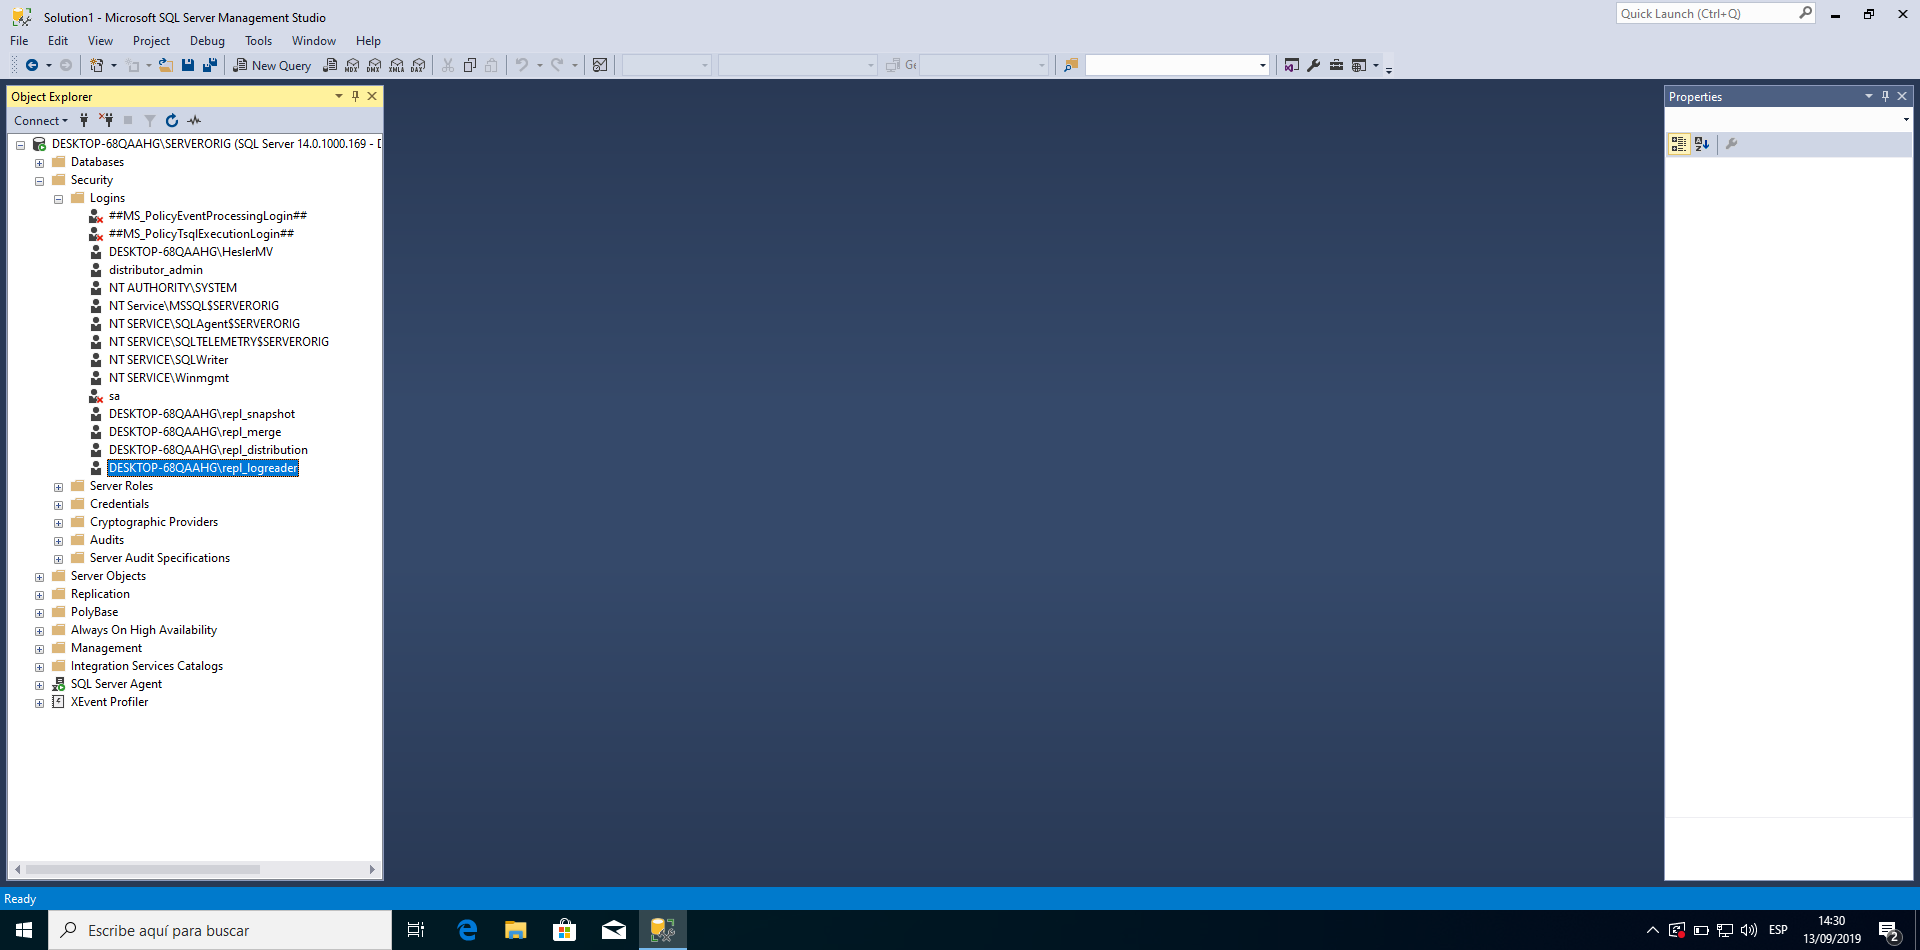 Solution1 - Microsoft SQL Server Management Studio
Quick Launch (Ctrl+Q)
File Edit View Project Debug Tools Window Help
New Query MDX DMX XMLA DAX
Object Explorer
Properties
Connect
DESKTOP-68QAAHG\SERVERORIG (SQL Server 14.0.1000.169 - D
Databases
Security
Logins
##MS_PolicyEventProcessingLogin##
##MS_PolicyTsqlExecutionLogin##
DESKTOP-68QAAHG\HeslerMV
distributor_admin
NT AUTHORITY\SYSTEM
NT Service\MSSQL$SERVERORIG
NT SERVICE\SQLAgent$SERVERORIG
NT SERVICE\SQLTELEMETRY$SERVERORIG
NT SERVICE\SQLWriter
NT SERVICE\Winmgmt
sa
DESKTOP-68QAAHG\repl_snapshot
DESKTOP-68QAAHG\repl_merge
DESKTOP-68QAAHG\repl_distribution
DESKTOP-68QAAHG\repl_logreader
Server Roles
Credentials
Cryptographic Providers
Audits
Server Audit Specifications
Server Objects
Replication
PolyBase
Always On High Availability
Management
Integration Services Catalogs
SQL Server Agent
XEvent Profiler
Ready
Escribe aquí para buscar
ESP
14:30
13/09/2019
2